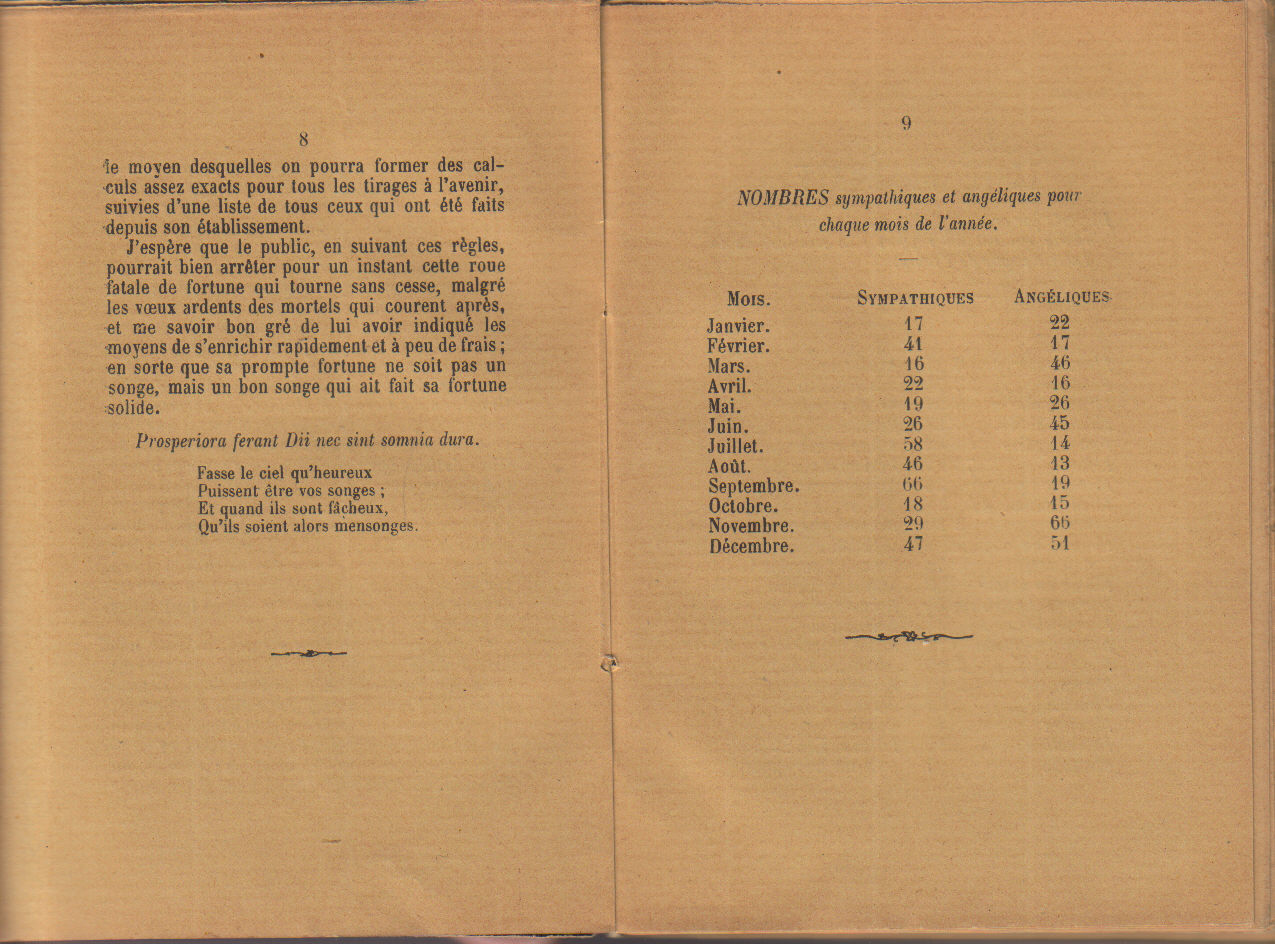 8
le moyen desquelles on pourra former des cal-
culs assez exacts pour tous les tirages à l'avenir,
suivies d'une liste de tous ceux qui ont été faits
depuis son établissement.
J'espère que le public, en suivant ces règles,
pourrait bien arrêter pour un instant cette roue
fatale de fortune qui tourne sans cesse, malgré
les vœux ardents des mortels qui courent après,
et me savoir bon gré de lui avoir indiqué les
moyens de s'enrichir rapidement et à peu de frais ;
en sorte que sa prompte fortune ne soit pas un
songe, mais un bon songe qui ait fait sa fortune
solide.
Prosperiora ferant Dii nec sint somnia dura.
Fasse le ciel qu'heureux
Puissent être vos songes ;
Et quand ils sont fâcheux,
Qu'ils soient alors mensonges.
9
NOMBRES sympathiques et angéliques pour
chaque mois de l'année.
Mois. Sympathiques Angéliques
Janvier. 17 22
Février. 41 17
Mars. 16 46
Avril. 22 16
Mai. 19 26
Juin. 26 45
Juillet. 58 14
Août. 46 13
Septembre. 66 19
Octobre. 18 15
Novembre. 29 66
Décembre. 47 51